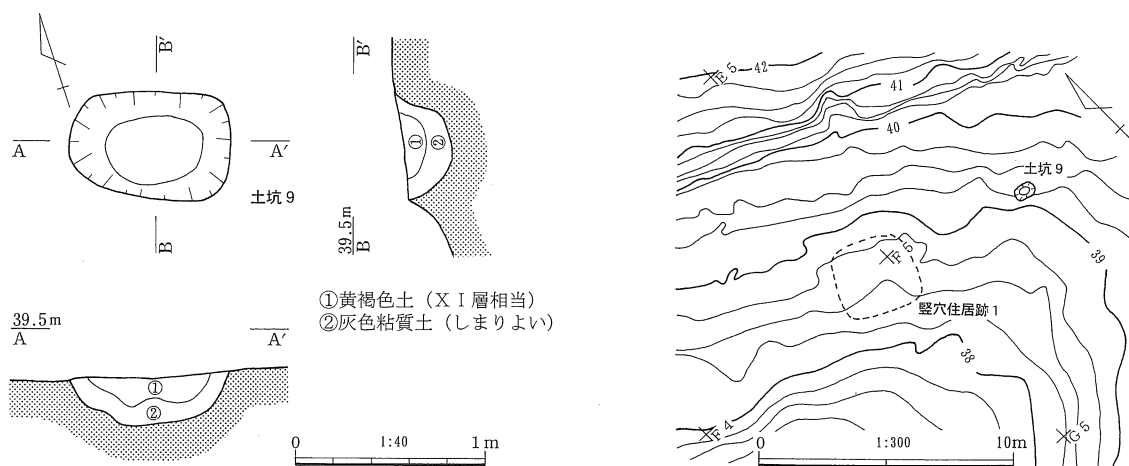 B′
A
A′
土坑9
B
B′
39.5m
B
①
②
①黄褐色土（ＸＩ層相当）
②灰色粘質土（しまりよい）
39.5m
A
A′
①
②
0
1:40
1m
E5
42
41
40
土坑9
39
F5
竪穴住居跡1
38
F4
G5
0
1:300
10m